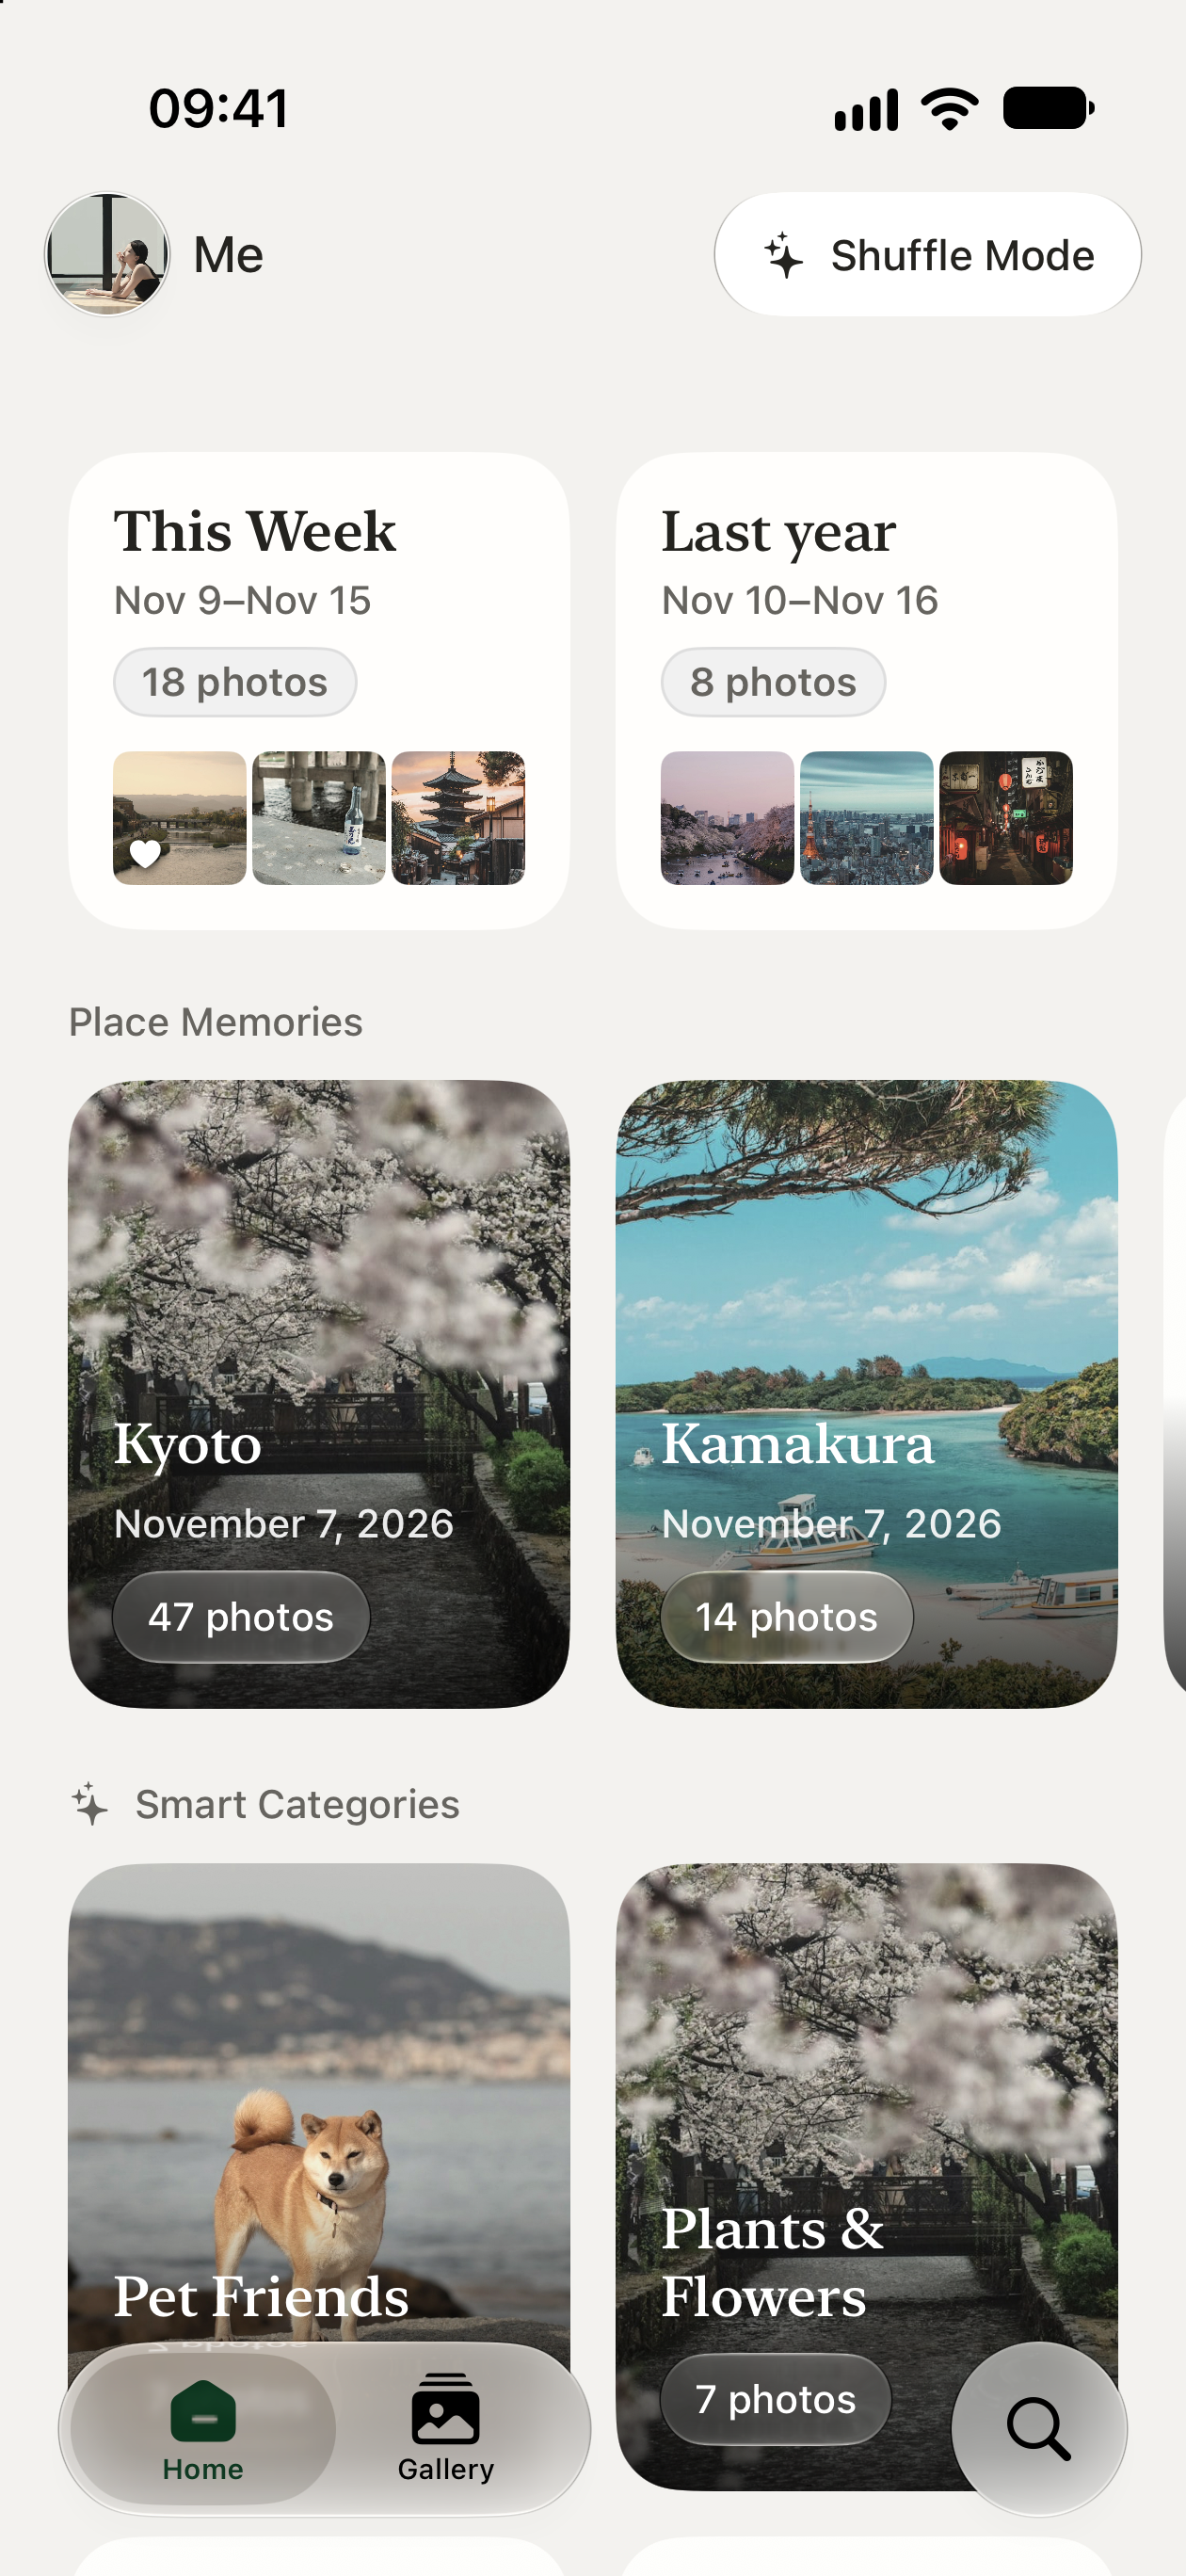 09:41
Me
Shuffle Mode
This Week
Nov 9–Nov 15
18 photos
Last year
Nov 10–Nov 16
8 photos
Place Memories
Kyoto
November 7, 2026
47 photos
Kamakura
November 7, 2026
14 photos
Smart Categories
Pet Friends
Plants &
Flowers
7 photos
Home
Gallery